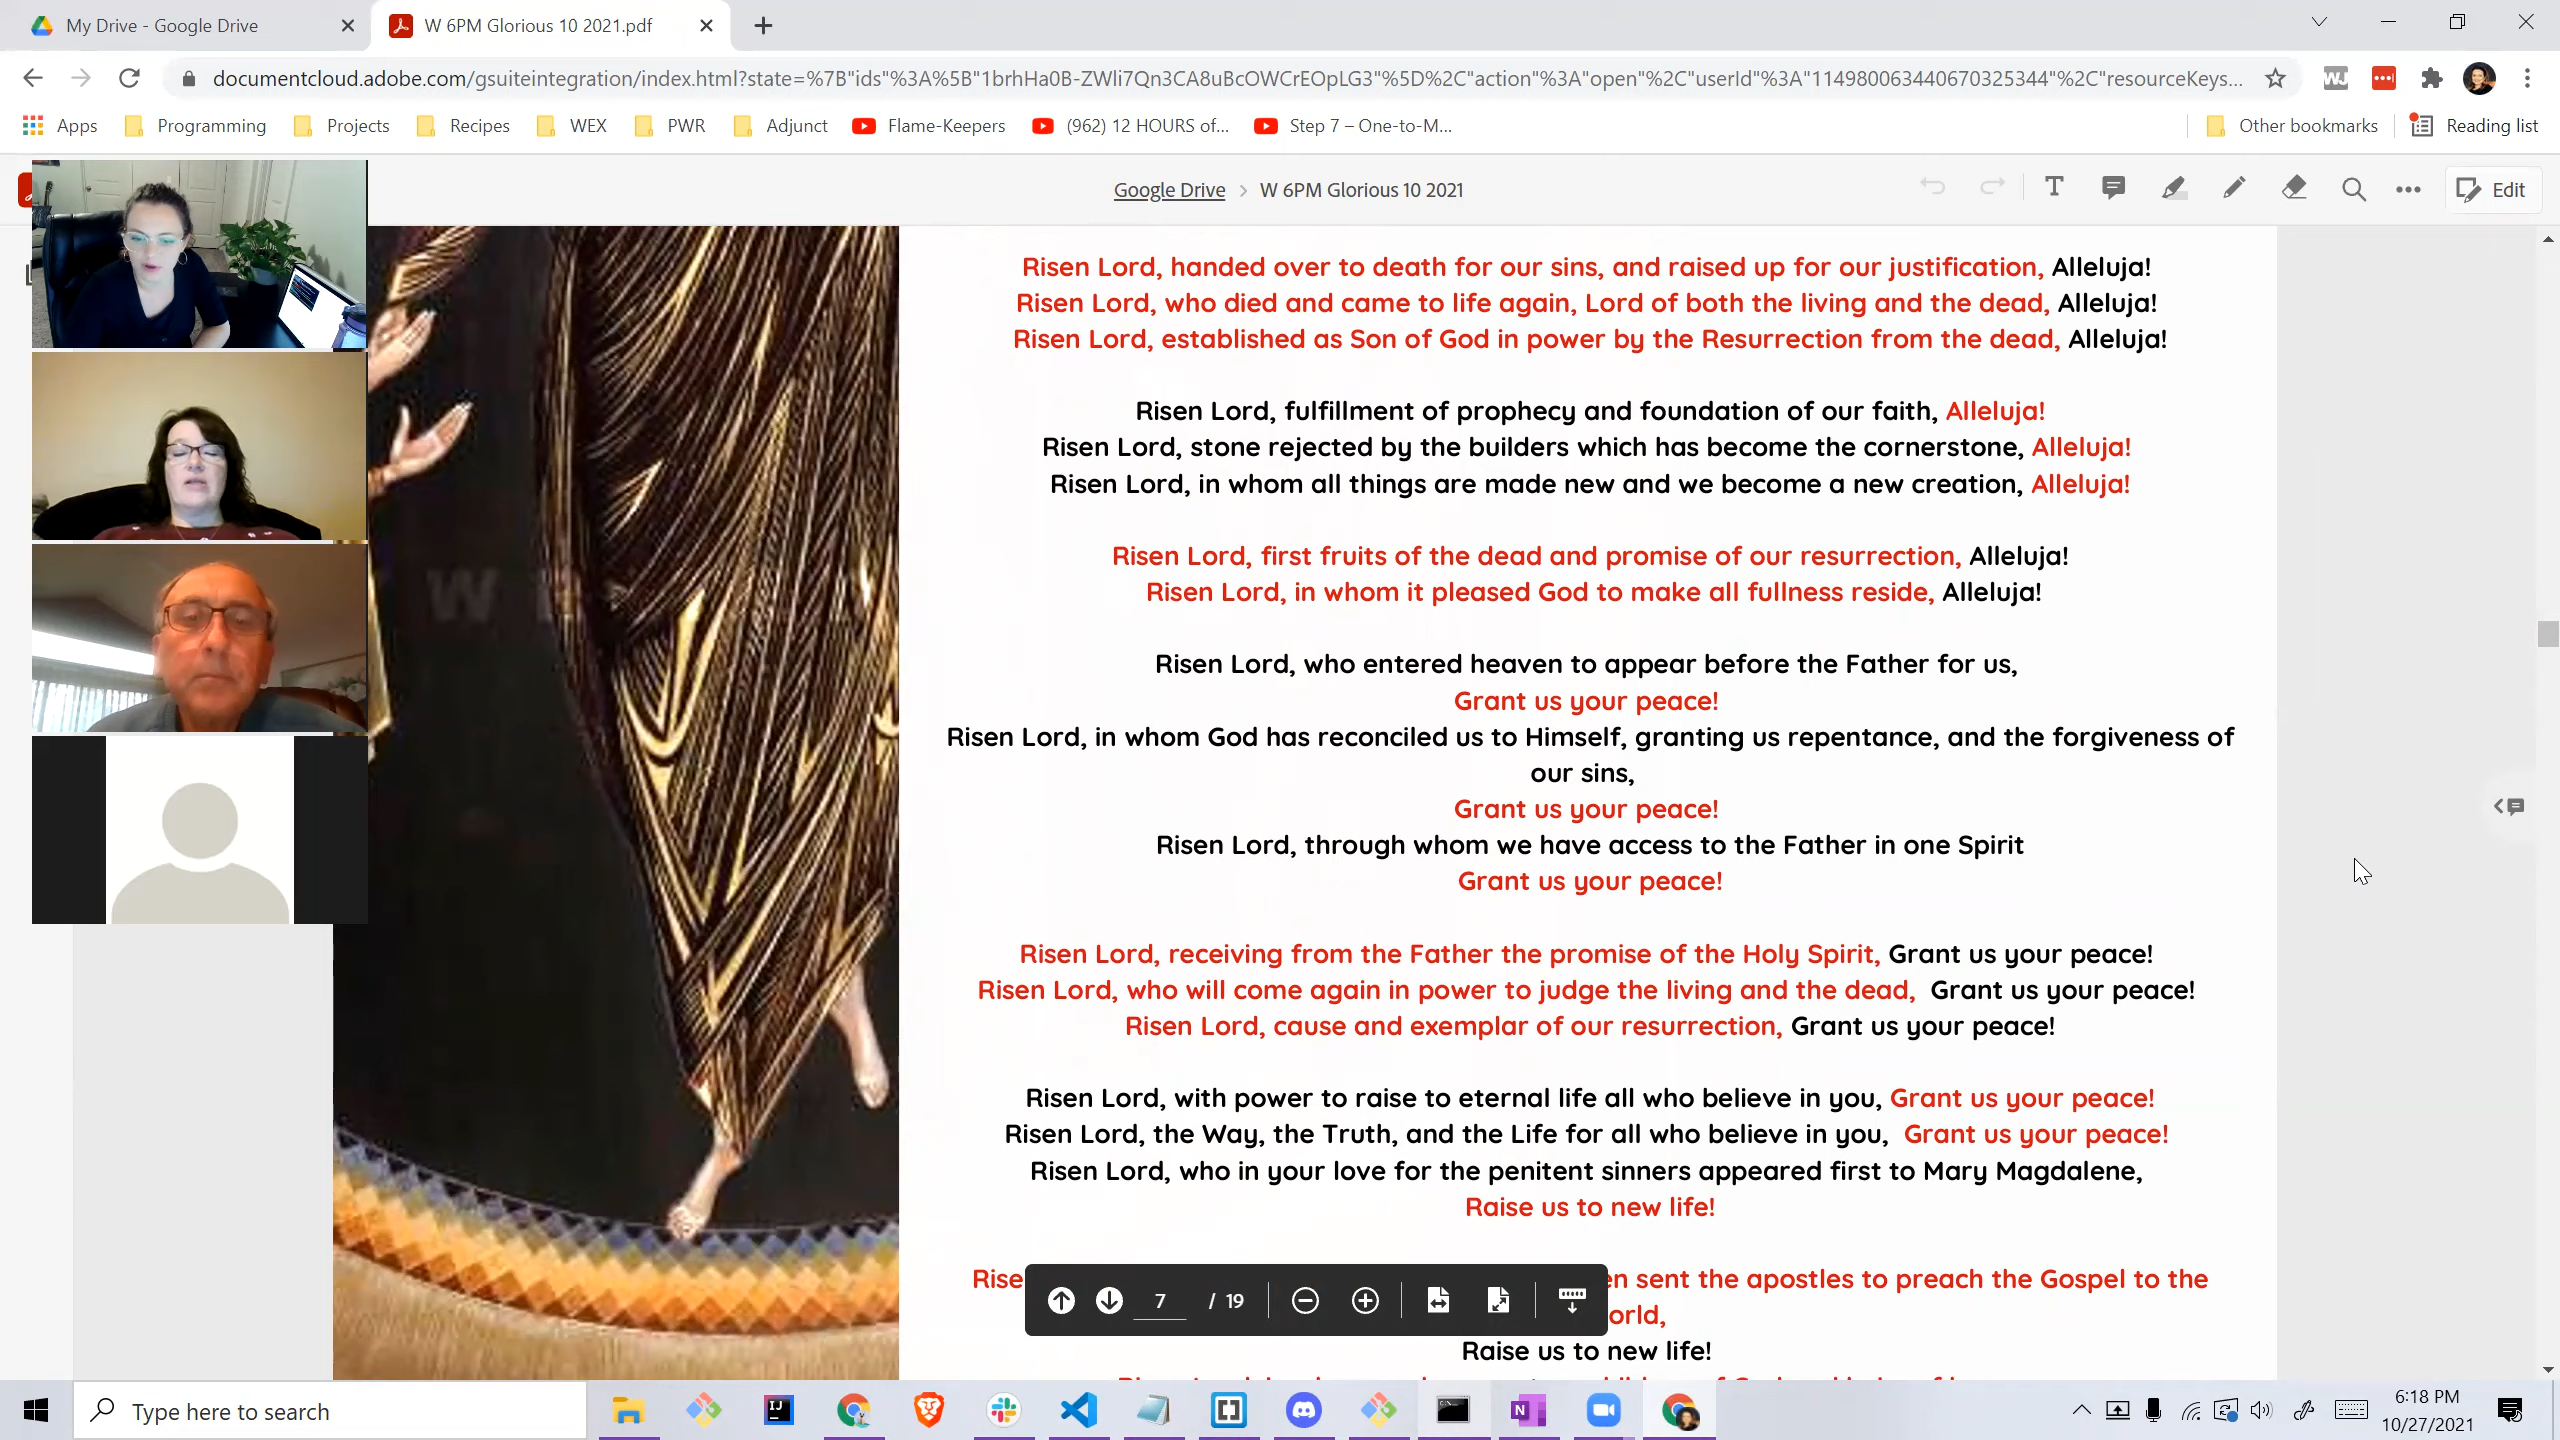 My Drive - Google Drive
W 6PM Glorious 10 2021.pdf
documentcloud.adobe.com/gsuiteintegration/index.html?state=%7B"ids"%3A%5B"1brhHa0B-ZWli7Qn3CA8uBcOWCrEOpLG3"%5D%2C"action"%3A"open"%2C"userId"%3A"114980063440670325344"%2C"resourceKeys...
Apps
Programming
Projects
Recipes
WEX
PWR
Adjunct
Flame-Keepers
(962) 12 HOURS of...
Step 7 – One-to-M...
Other bookmarks
Reading list
Google Drive > W 6PM Glorious 10 2021
Edit
Risen Lord, handed over to death for our sins, and raised up for our justification, Alleluja!
Risen Lord, who died and came to life again, Lord of both the living and the dead, Alleluja!
Risen Lord, established as Son of God in power by the Resurrection from the dead, Alleluja!
Risen Lord, fulfillment of prophecy and foundation of our faith, Alleluja!
Risen Lord, stone rejected by the builders which has become the cornerstone, Alleluja!
Risen Lord, in whom all things are made new and we become a new creation, Alleluja!
Risen Lord, first fruits of the dead and promise of our resurrection, Alleluja!
Risen Lord, in whom it pleased God to make all fullness reside, Alleluja!
Risen Lord, who entered heaven to appear before the Father for us,
Grant us your peace!
Risen Lord, in whom God has reconciled us to Himself, granting us repentance, and the forgiveness of
our sins,
Grant us your peace!
Risen Lord, through whom we have access to the Father in one Spirit
Grant us your peace!
Risen Lord, receiving from the Father the promise of the Holy Spirit, Grant us your peace!
Risen Lord, who will come again in power to judge the living and the dead, Grant us your peace!
Risen Lord, cause and exemplar of our resurrection, Grant us your peace!
Risen Lord, with power to raise to eternal life all who believe in you, Grant us your peace!
Risen Lord, the Way, the Truth, and the Life for all who believe in you, Grant us your peace!
Risen Lord, who in your love for the penitent sinners appeared first to Mary Magdalene,
Raise us to new life!
sent the apostles to preach the Gospel to the
Raise us to new life!
7 / 19
Type here to search
6:18 PM
10/27/2021